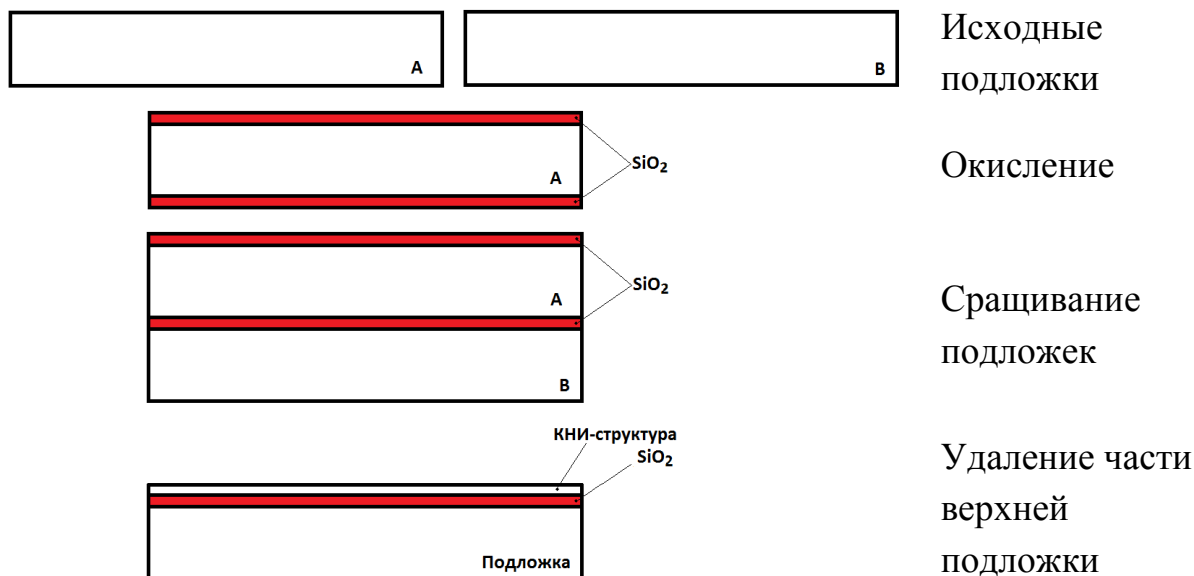 A
B
Исходные
подложки
SiO2
A
Окисление
SiO2
A
B
Сращивание
подложек
КНИ-структура
SiO2
Подложка
Удаление части
верхней
подложки